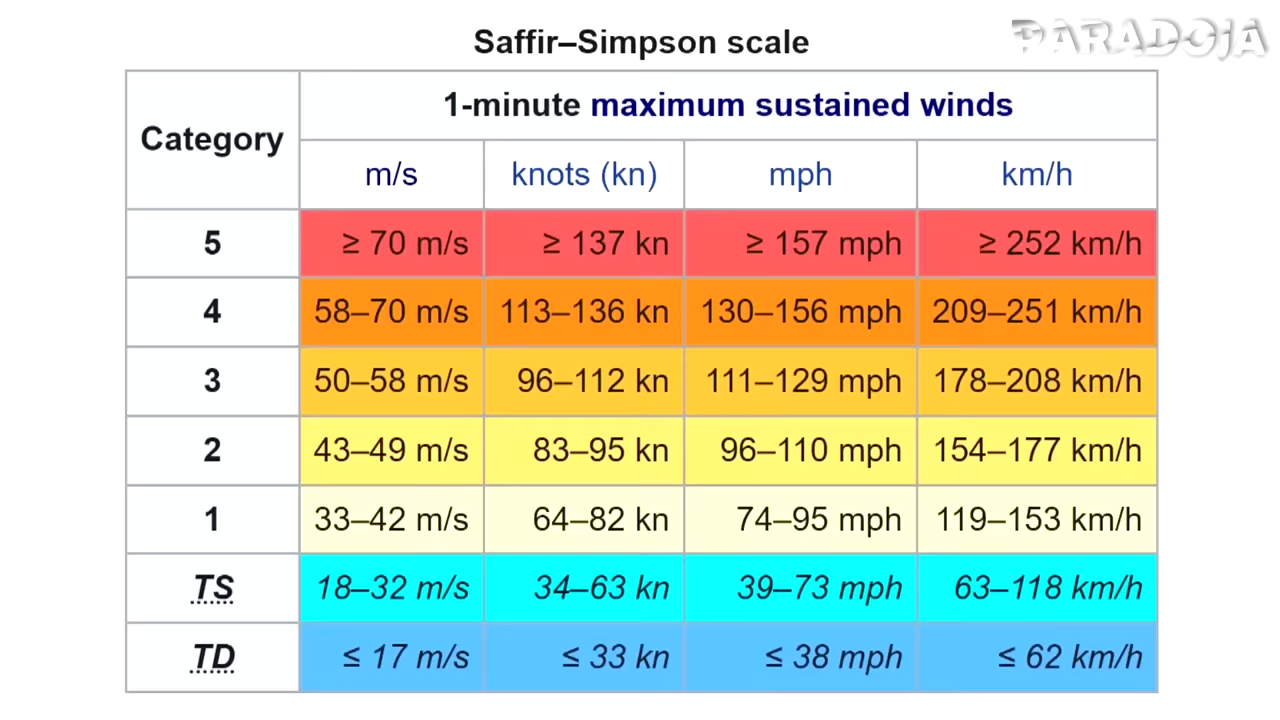 PARADOJA
Saffir–Simpson scale
Category
1-minute maximum sustained winds
m/s knots (kn) mph km/h
5 ≥ 70 m/s ≥ 137 kn ≥ 157 mph ≥ 252 km/h
4 58–70 m/s 113–136 kn 130–156 mph 209–251 km/h
3 50–58 m/s 96–112 kn 111–129 mph 178–208 km/h
2 43–49 m/s 83–95 kn 96–110 mph 154–177 km/h
1 33–42 m/s 64–82 kn 74–95 mph 119–153 km/h
TS 18–32 m/s 34–63 kn 39–73 mph 63–118 km/h
TD ≤ 17 m/s ≤ 33 kn ≤ 38 mph ≤ 62 km/h